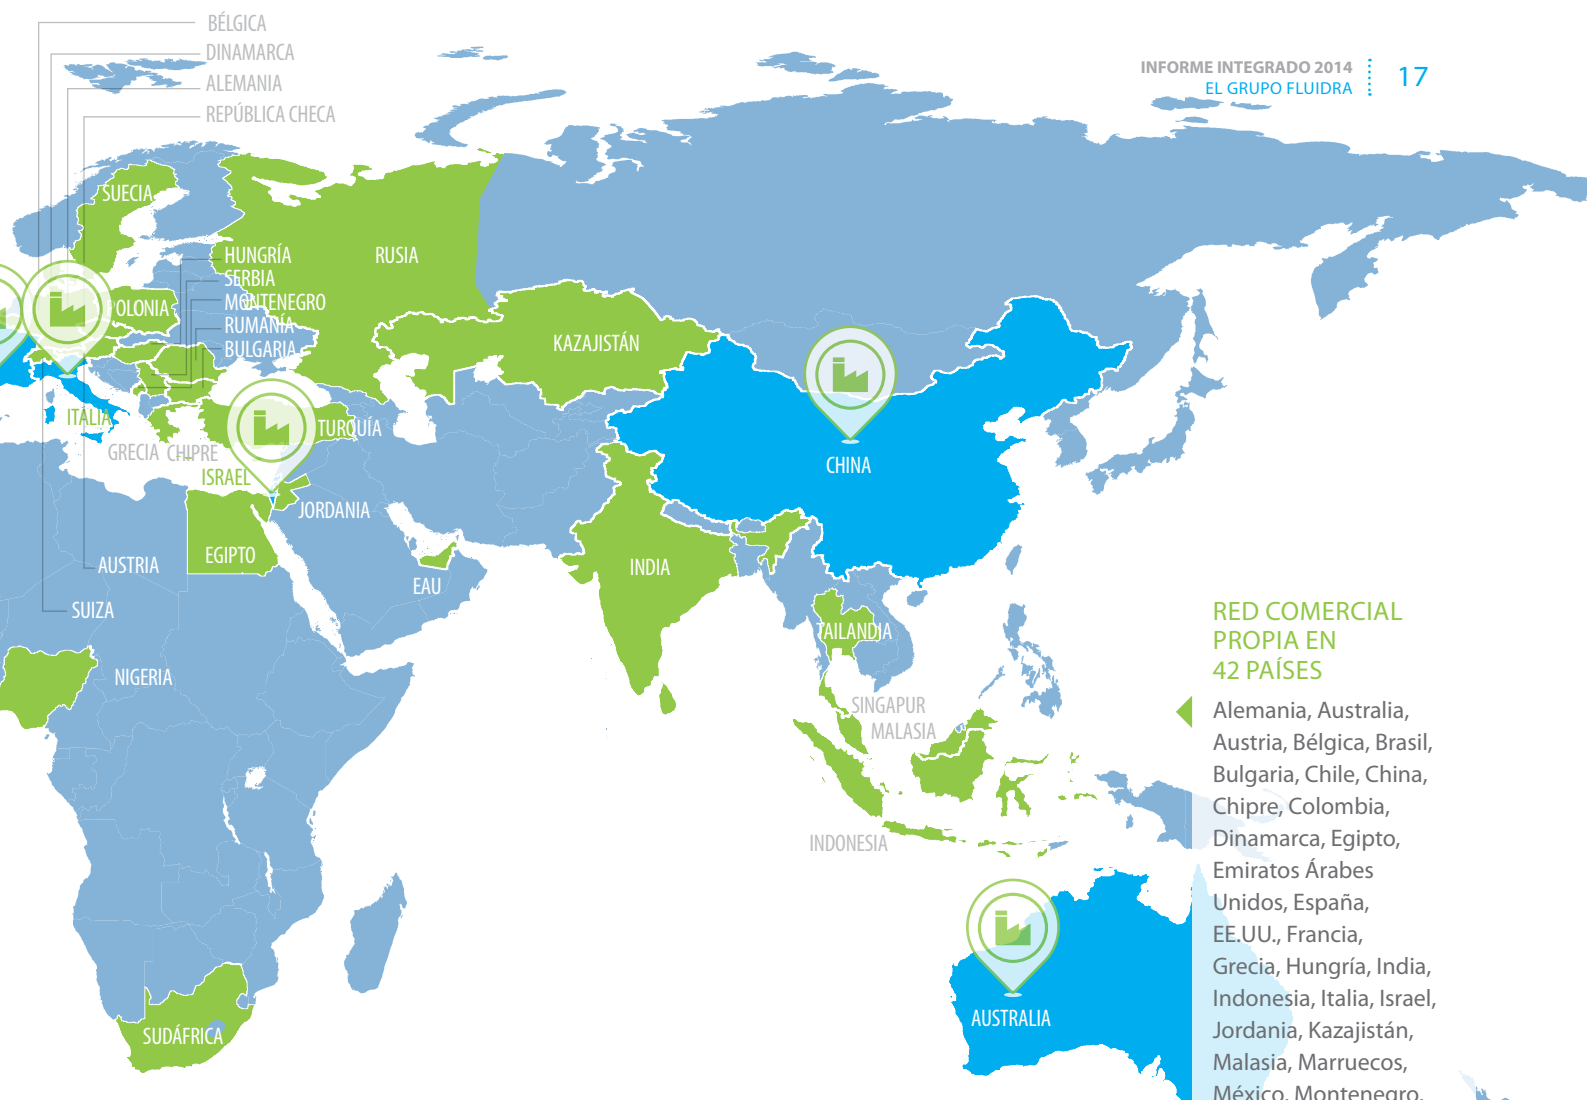 BÉLGICA
DINAMARCA
ALEMANIA
REPÚBLICA CHECA
INFORME INTEGRADO 2014
EL GRUPO FLUIDRA
17
SUECIA
HUNGRÍA
SERBIA
MONTENEGRO
RUMANÍA
BULGARIA
RUSIA
POLONIA
KAZAJISTÁN
ITALIA
GRECIA
CHIPRE
TURQUÍA
ISRAEL
JORDANIA
CHINA
AUSTRIA
EGIPTO
EAU
INDIA
SUIZA
TAILANDIA
NIGERIA
SINGAPUR
MALASIA
INDONESIA
SUDÁFRICA
AUSTRALIA
RED COMERCIAL
PROPIA EN
42 PAÍSES
Alemania, Australia,
Austria, Bélgica, Brasil,
Bulgaria, Chile, China,
Chipre, Colombia,
Dinamarca, Egipto,
Emiratos Árabes
Unidos, España,
EE.UU., Francia,
Grecia, Hungría, India,
Indonesia, Italia, Israel,
Jordania, Kazajistán,
Malasia, Marruecos,
México, Montenegro,